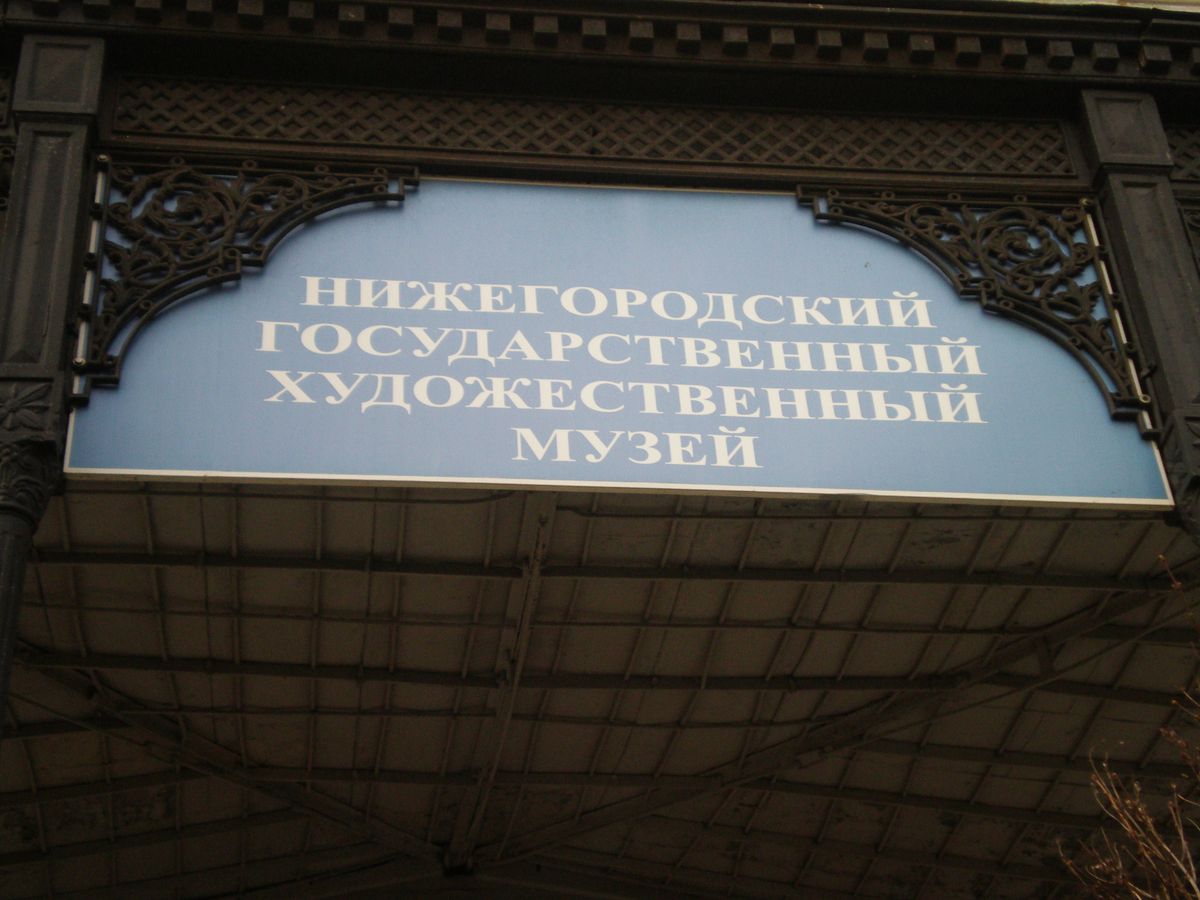 НИЖЕГОРОДСКИЙ
ГОСУДАРСТВЕННЫЙ
ХУДОЖЕСТВЕННЫЙ
МУЗЕЙ